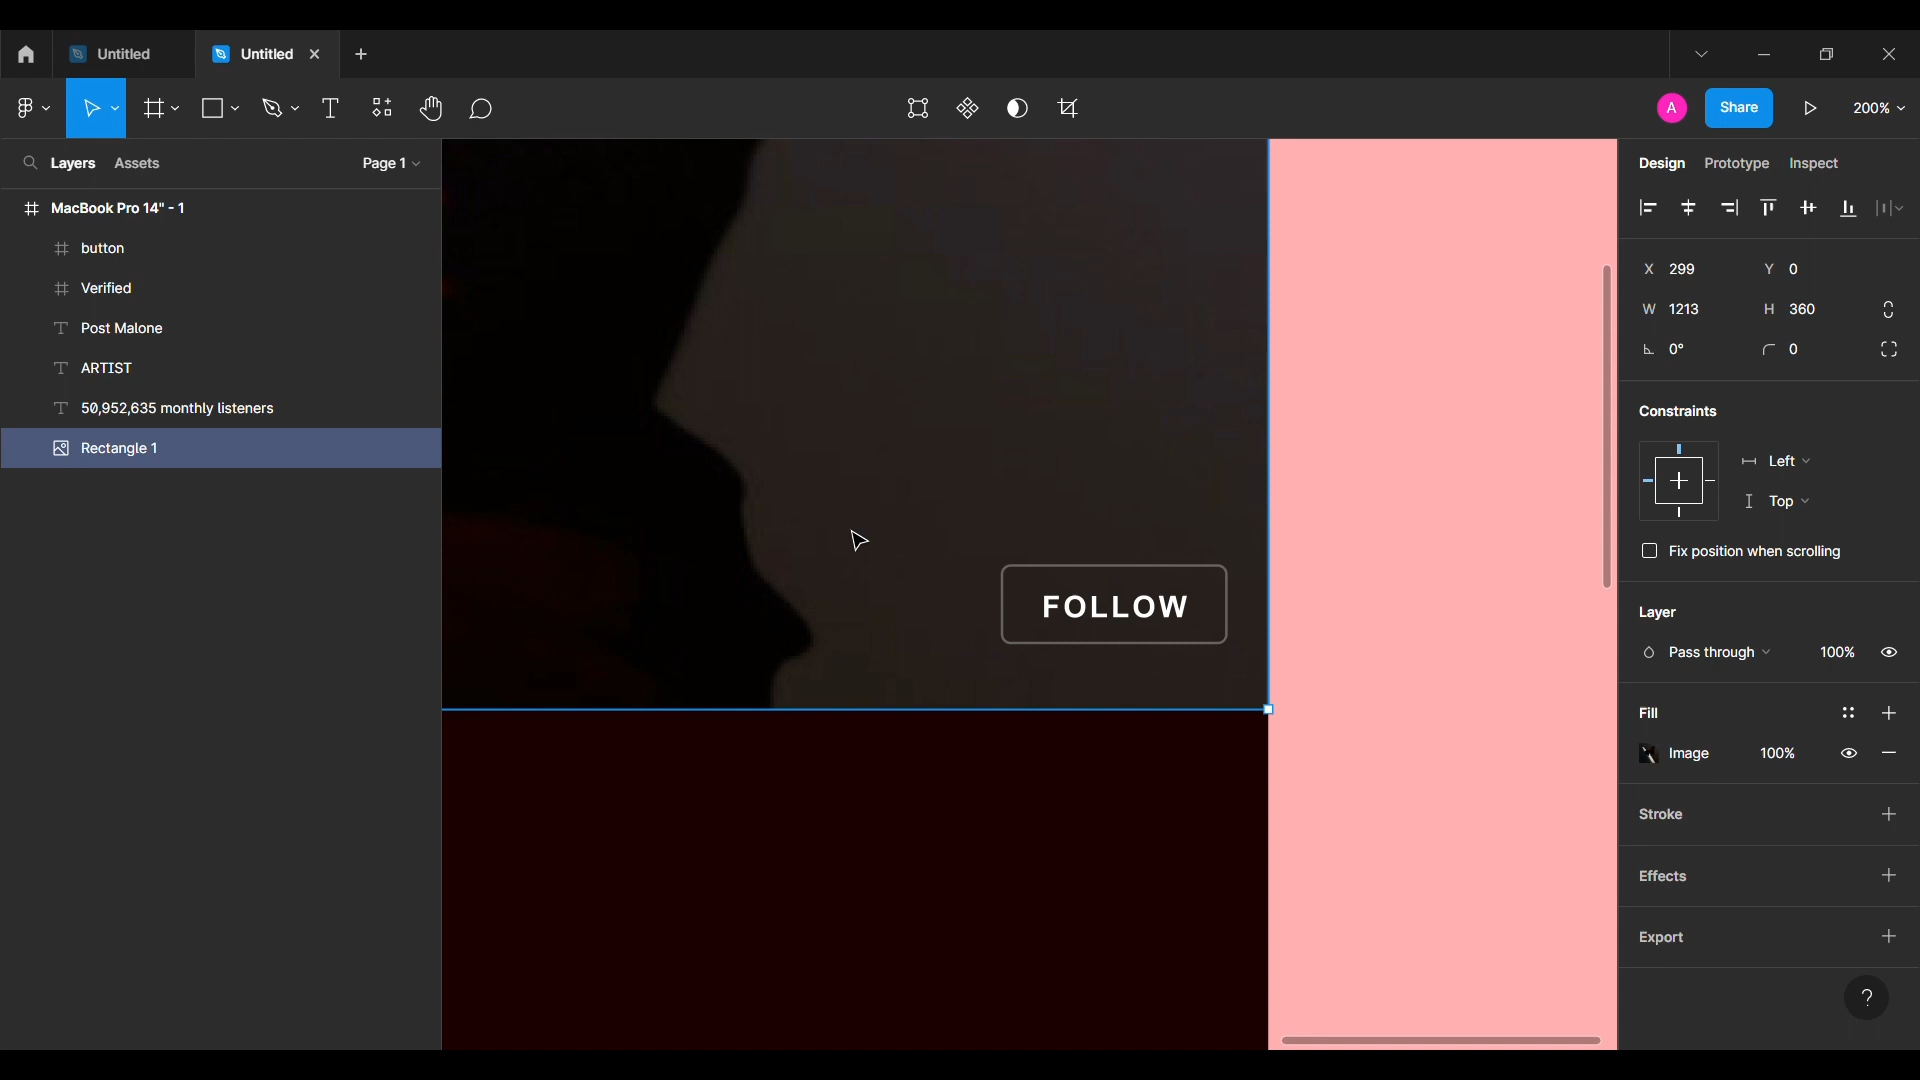 Untitled
Untitled
A
Share
200%
Layers
Assets
Page 1
Design
Prototype
Inspect
MacBook Pro 14" - 1
button
Verified
Post Malone
ARTIST
50,952,635 monthly listeners
Rectangle 1
FOLLOW
X 299 Y 0
W 1213 H 360
0° 0
Constraints
Left
Top
Fix position when scrolling
Layer
Pass through 100%
Fill
Image 100%
Stroke
Effects
Export
?